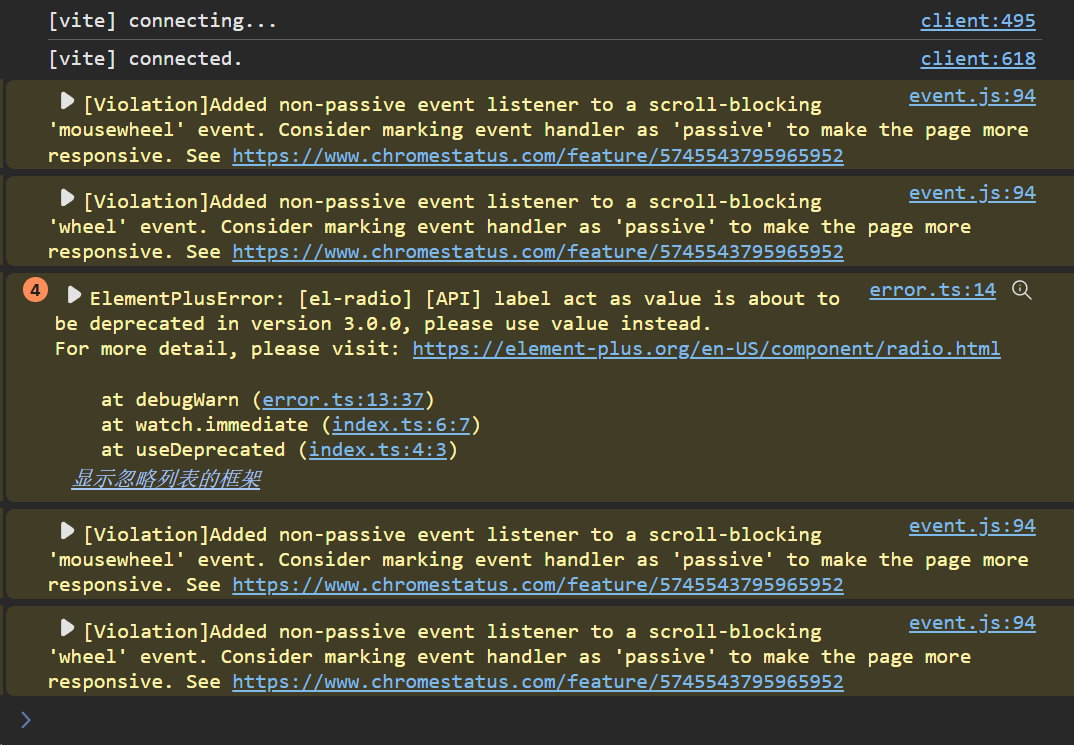 [vite] connecting... client:495
[vite] connected. client:618
[Violation]Added non-passive event listener to a scroll-blocking event.js:94
'mousewheel' event. Consider marking event handler as 'passive' to make the page more
responsive. See https://www.chromestatus.com/feature/5745543795965952
[Violation]Added non-passive event listener to a scroll-blocking event.js:94
'wheel' event. Consider marking event handler as 'passive' to make the page more
responsive. See https://www.chromestatus.com/feature/5745543795965952
4 ElementPlusError: [el-radio] [API] label act as value is about to error.ts:14
be deprecated in version 3.0.0, please use value instead.
For more detail, please visit: https://element-plus.org/en-US/component/radio.html
at debugWarn (error.ts:13:37)
at watch.immediate (index.ts:6:7)
at useDeprecated (index.ts:4:3)
显示忽略列表的框架
[Violation]Added non-passive event listener to a scroll-blocking event.js:94
'mousewheel' event. Consider marking event handler as 'passive' to make the page more
responsive. See https://www.chromestatus.com/feature/5745543795965952
[Violation]Added non-passive event listener to a scroll-blocking event.js:94
'wheel' event. Consider marking event handler as 'passive' to make the page more
responsive. See https://www.chromestatus.com/feature/5745543795965952